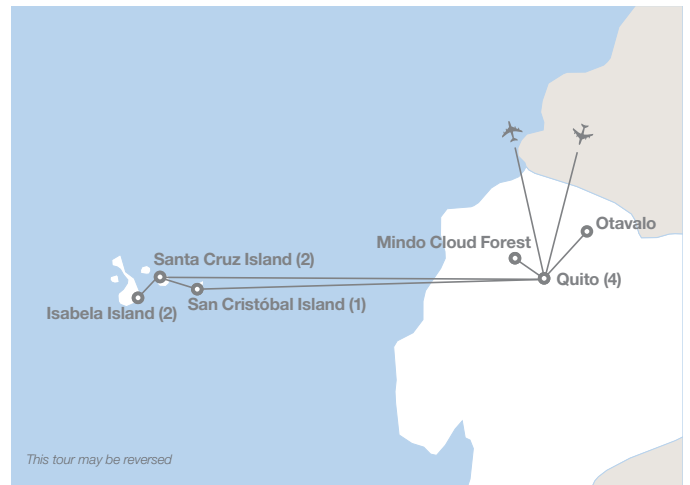 Otavalo
Mindo Cloud Forest
Santa Cruz Island (2)
Quito (4)
San Cristóbal Island (1)
Isabela Island (2)
This tour may be reversed